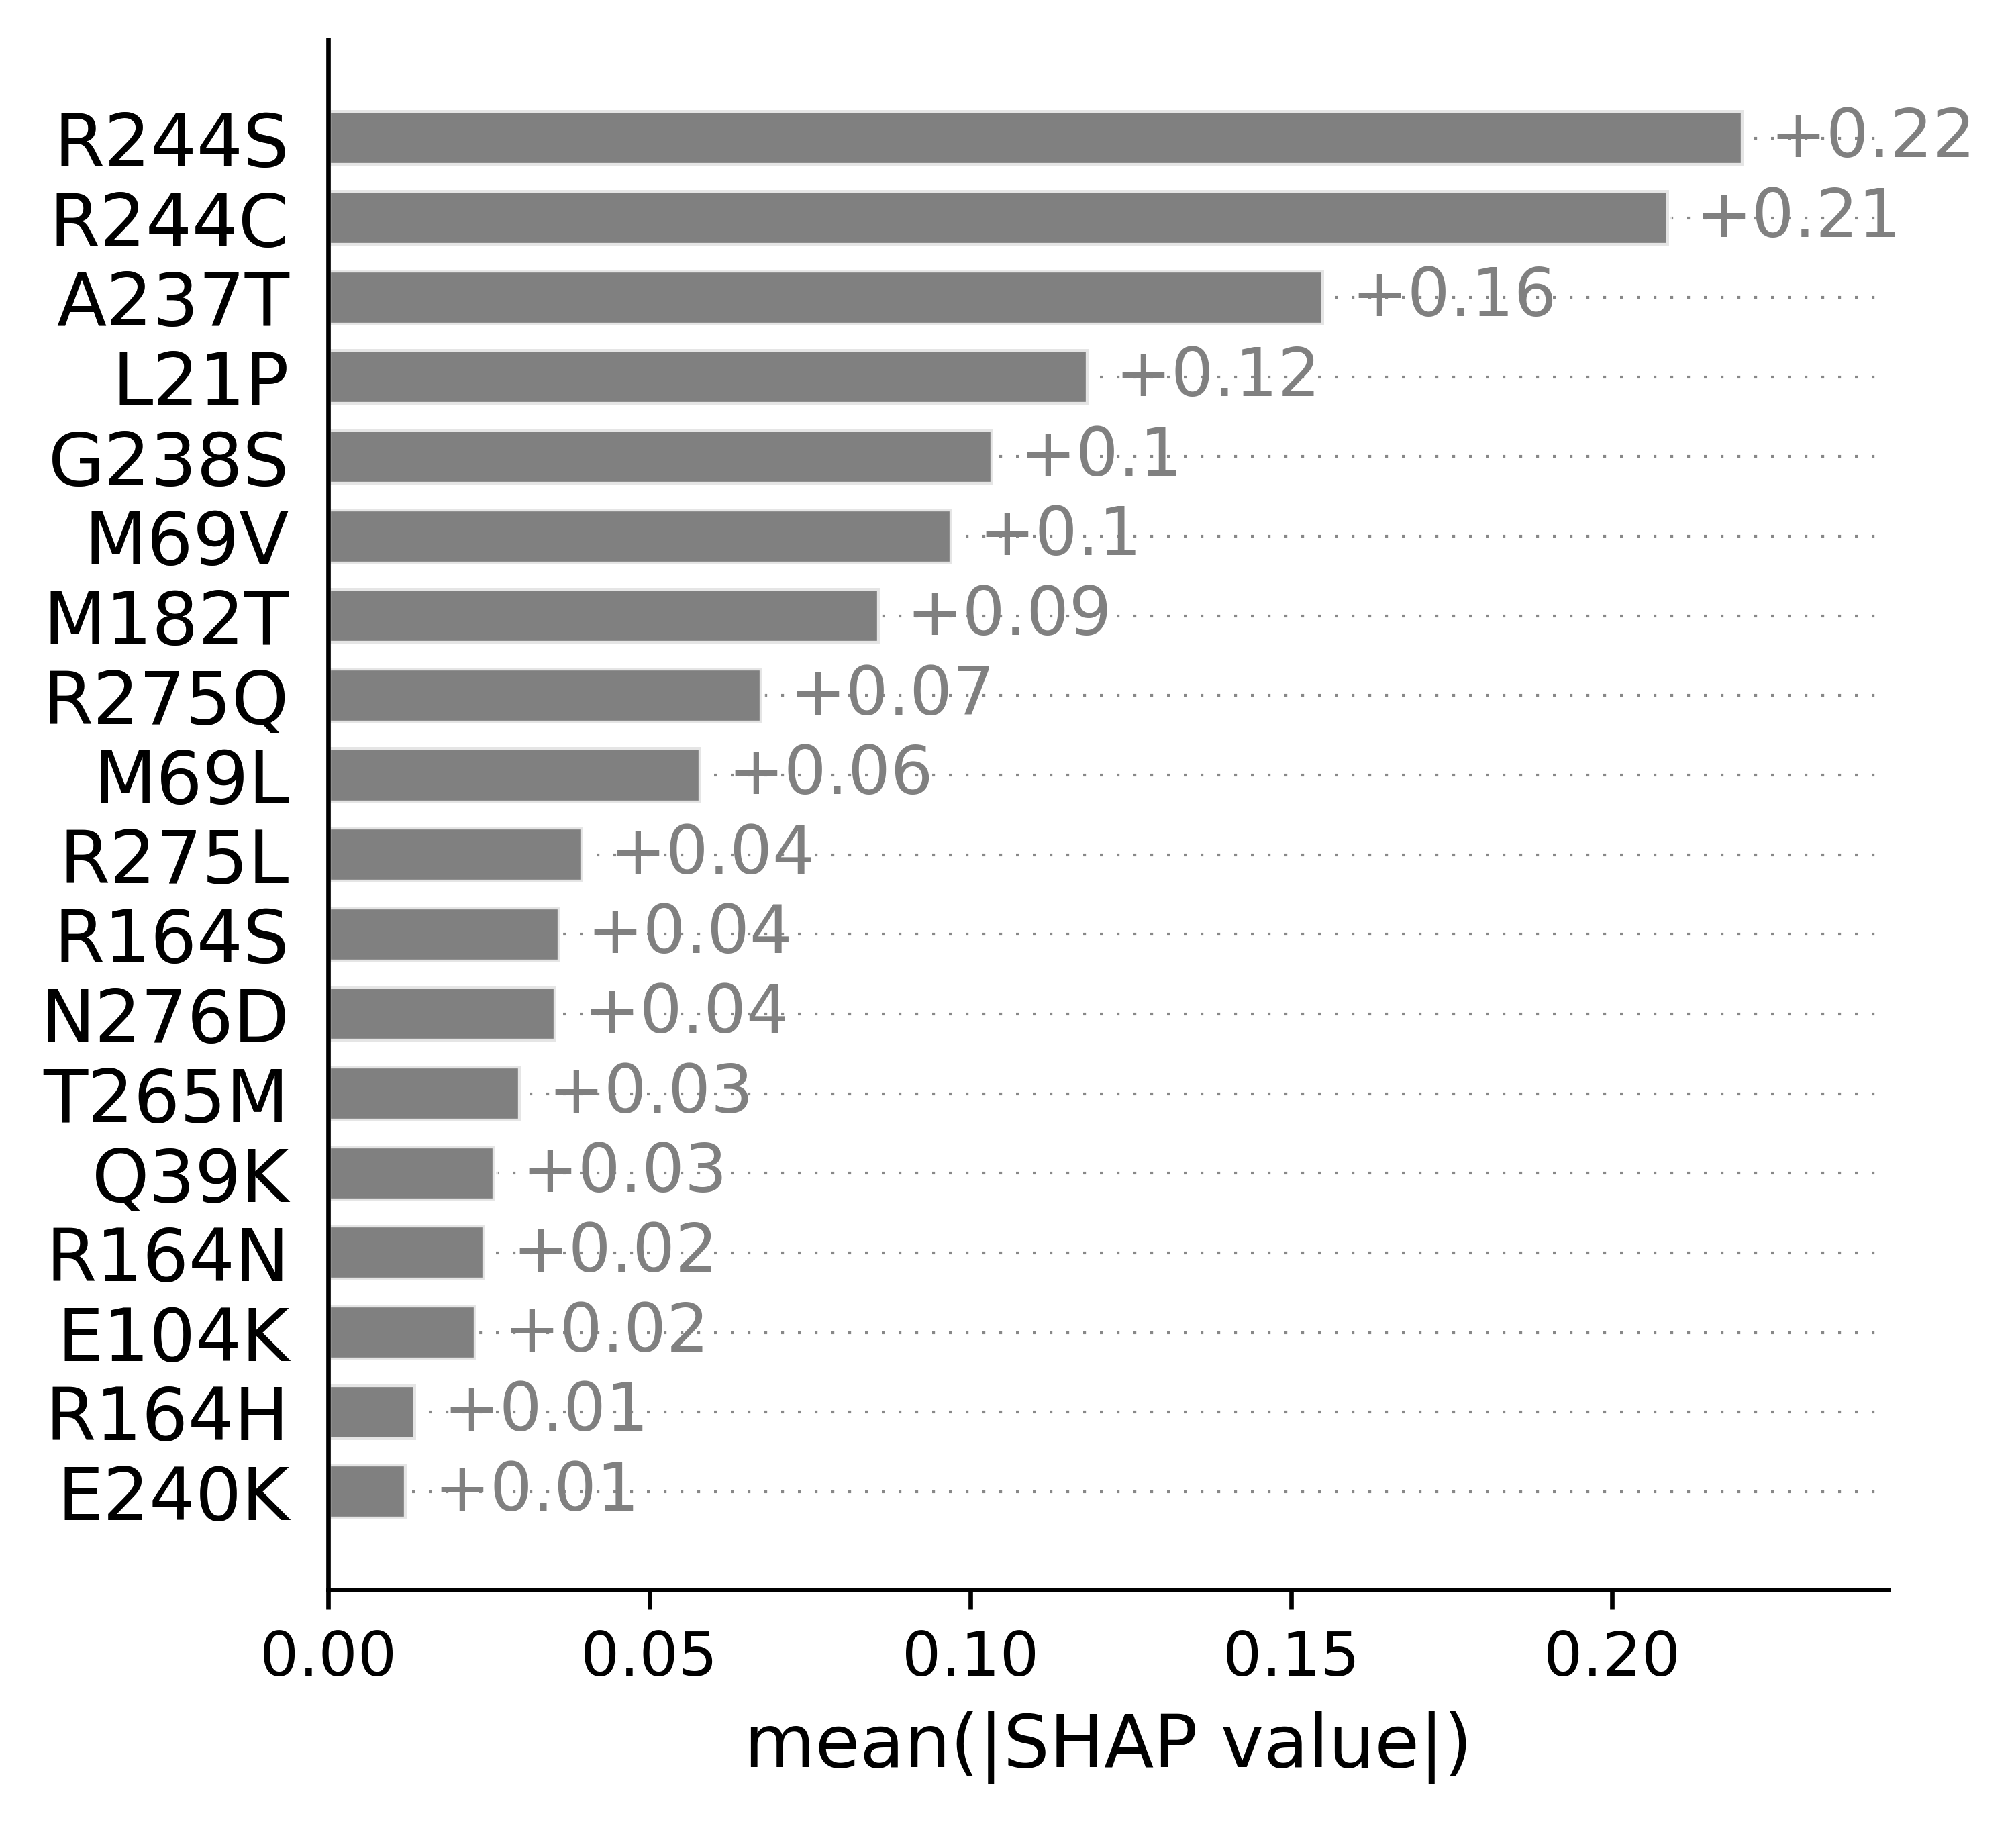 R244S +0.22
R244C +0.21
A237T +0.16
L21P +0.12
G238S +0.1
M69V +0.1
M182T +0.09
R275Q +0.07
M69L +0.06
R275L +0.04
R164S +0.04
N276D +0.04
T265M +0.03
Q39K +0.03
R164N +0.02
E104K +0.02
R164H +0.01
E240K +0.01
0.00 0.05 0.10 0.15 0.20
mean(|SHAP value|)